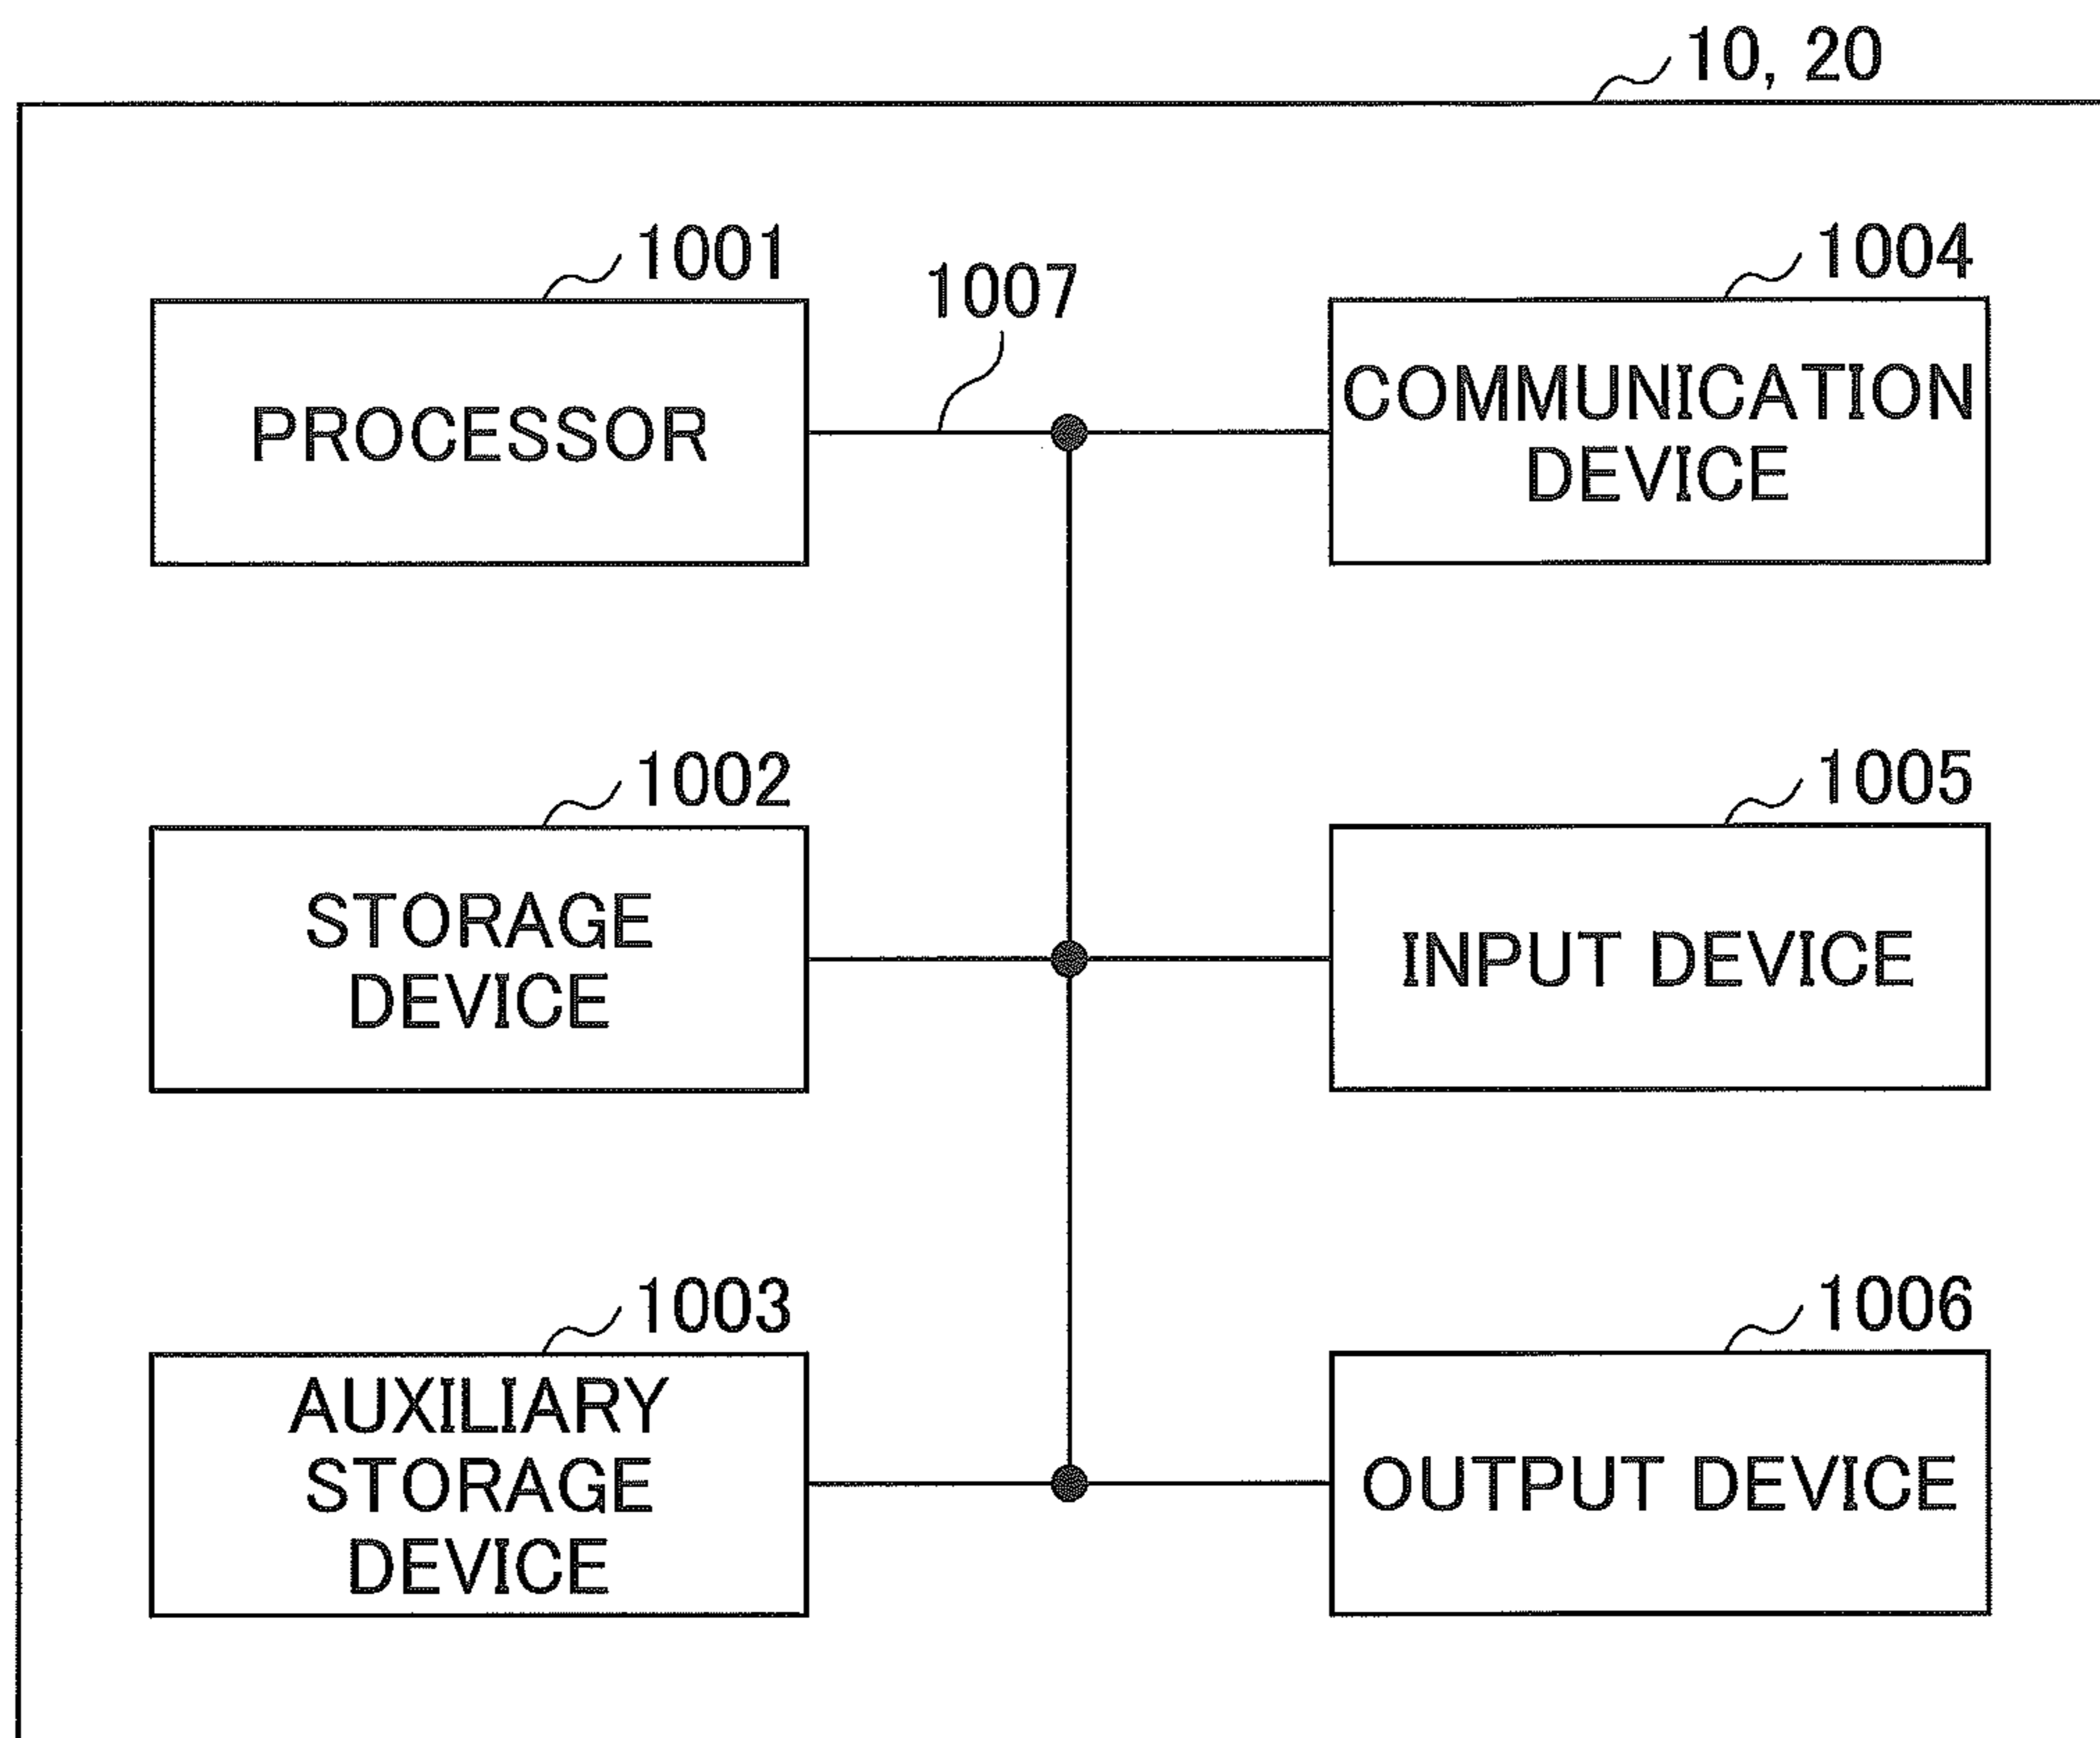 10, 20
1001
PROCESSOR
1007
1004
COMMUNICATION
DEVICE
1002
STORAGE
DEVICE
1005
INPUT DEVICE
1003
AUXILIARY
STORAGE
DEVICE
1006
OUTPUT DEVICE